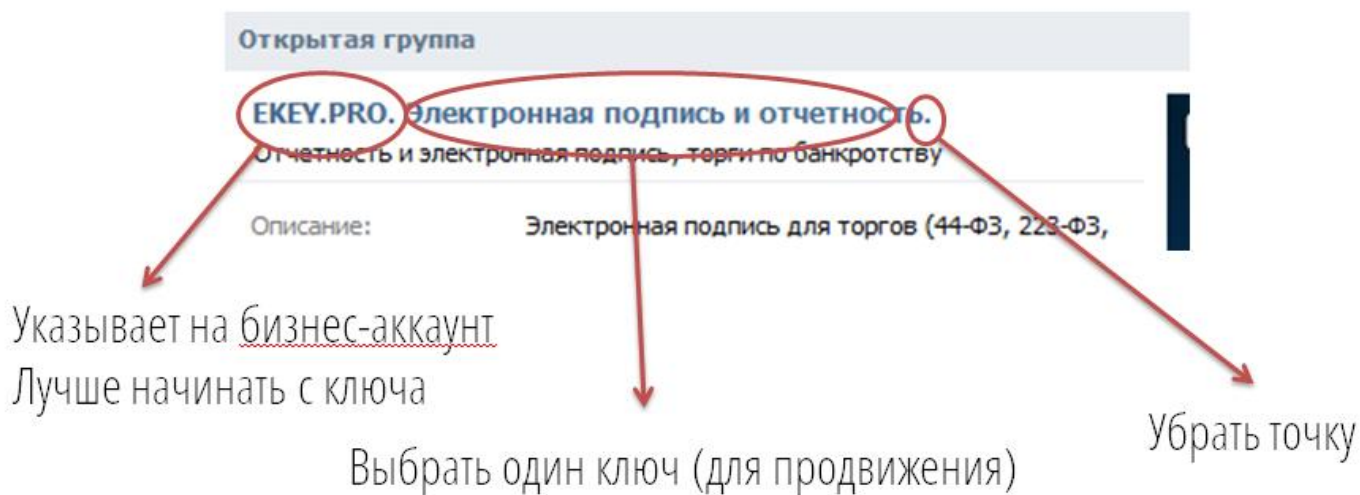 Открытая группа
EKEY.PRO. Электронная подпись и отчетность.
Отчетность и электронная подпись, торги по банкротству
Описание: Электронная подпись для торгов (44-ФЗ, 223-ФЗ,
Указывает на бизнес-аккаунт
Лучше начинать с ключа
Убрать точку
Выбрать один ключ (для продвижения)